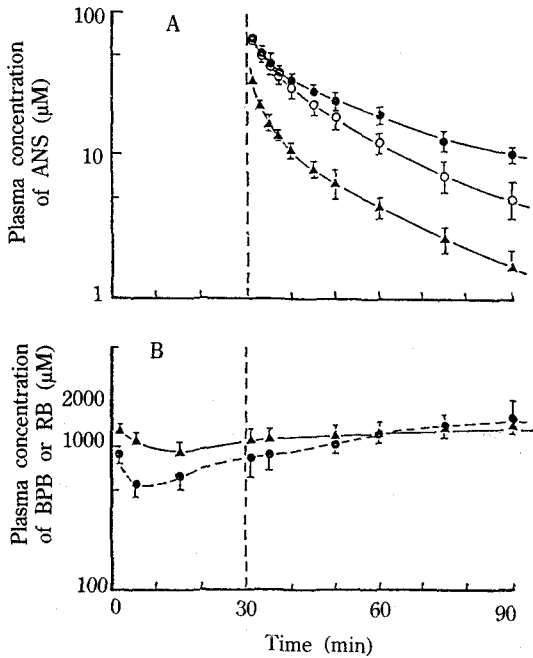 A
100
10
1
Plasma concentration
of ANS (μM)
B
2000
1000
100
Plasma concentration
of BPB or RB (μM)
0
30
60
90
Time (min)